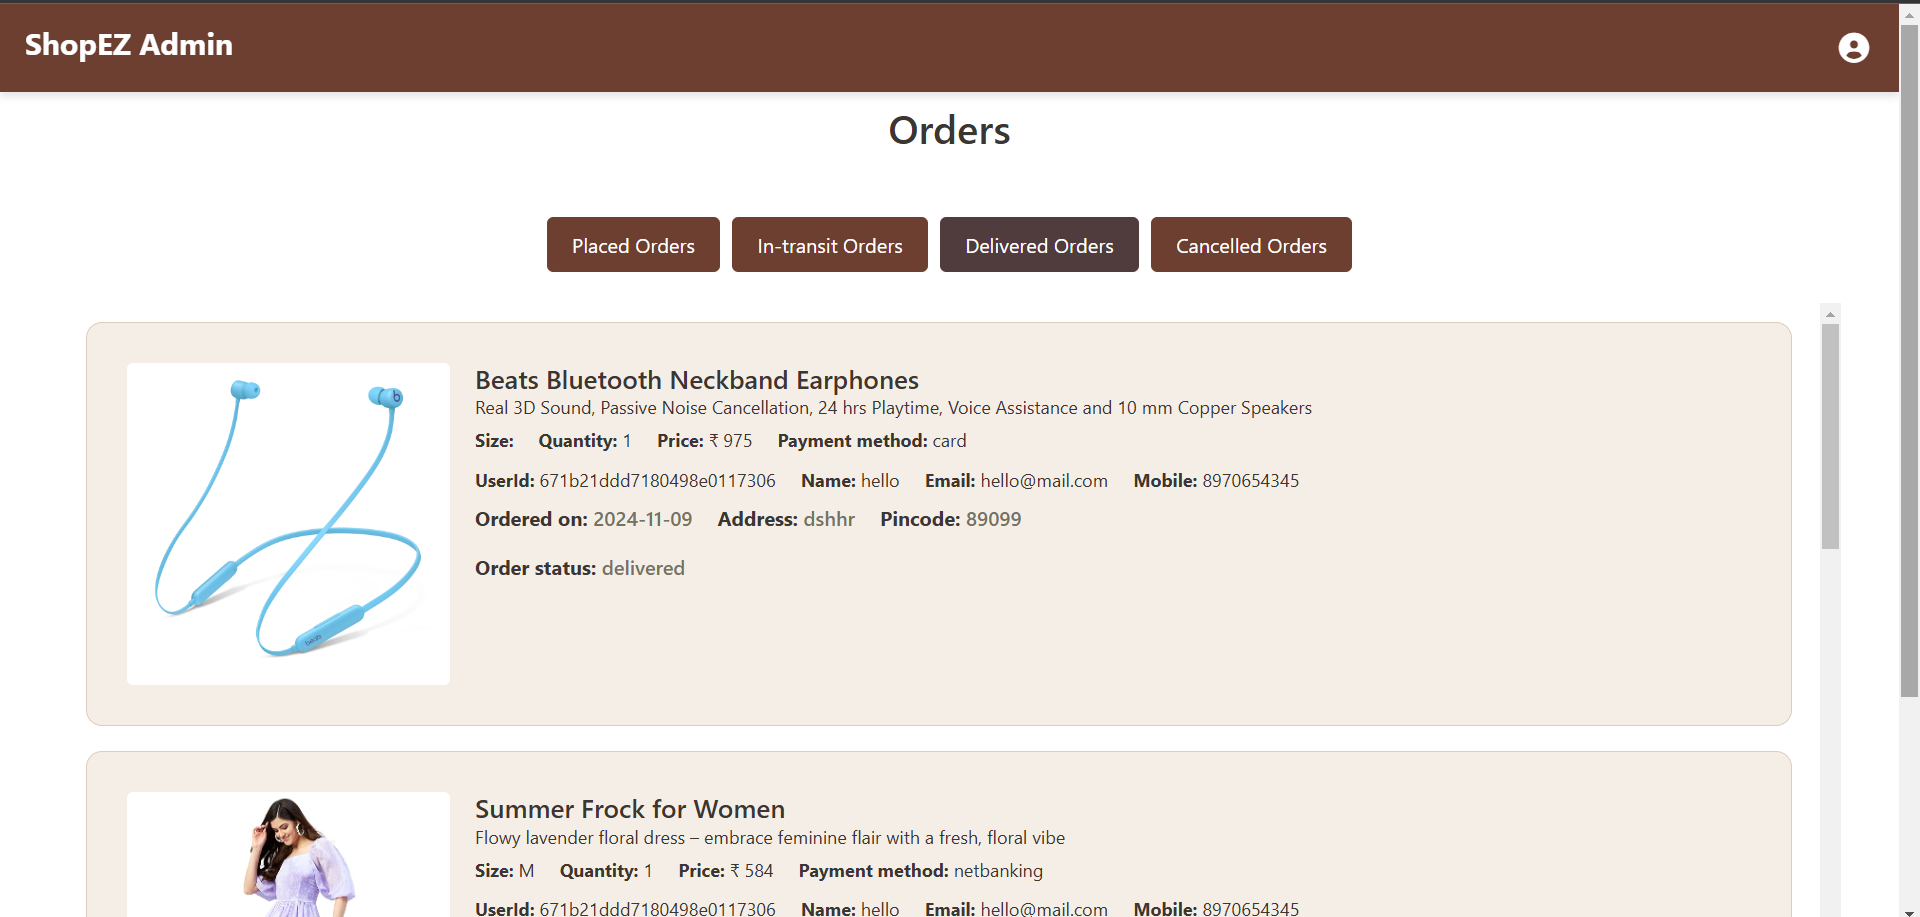 ShopEZ Admin
Orders
Placed Orders In-transit Orders Delivered Orders Cancelled Orders
Beats Bluetooth Neckband Earphones
Real 3D Sound, Passive Noise Cancellation, 24 hrs Playtime, Voice Assistance and 10 mm Copper Speakers
Size: Quantity: 1 Price: ₹ 975 Payment method: card
UserId: 671b21ddd7180498e0117306 Name: hello Email: hello@mail.com Mobile: 8970654345
Ordered on: 2024-11-09 Address: dshhr Pincode: 89099
Order status: delivered
b
beats
Summer Frock for Women
Flowy lavender floral dress – embrace feminine flair with a fresh, floral vibe
Size: M Quantity: 1 Price: ₹ 584 Payment method: netbanking
UserId: 671b21ddd7180498e0117306 Name: hello Email: hello@mail.com Mobile: 8970654345